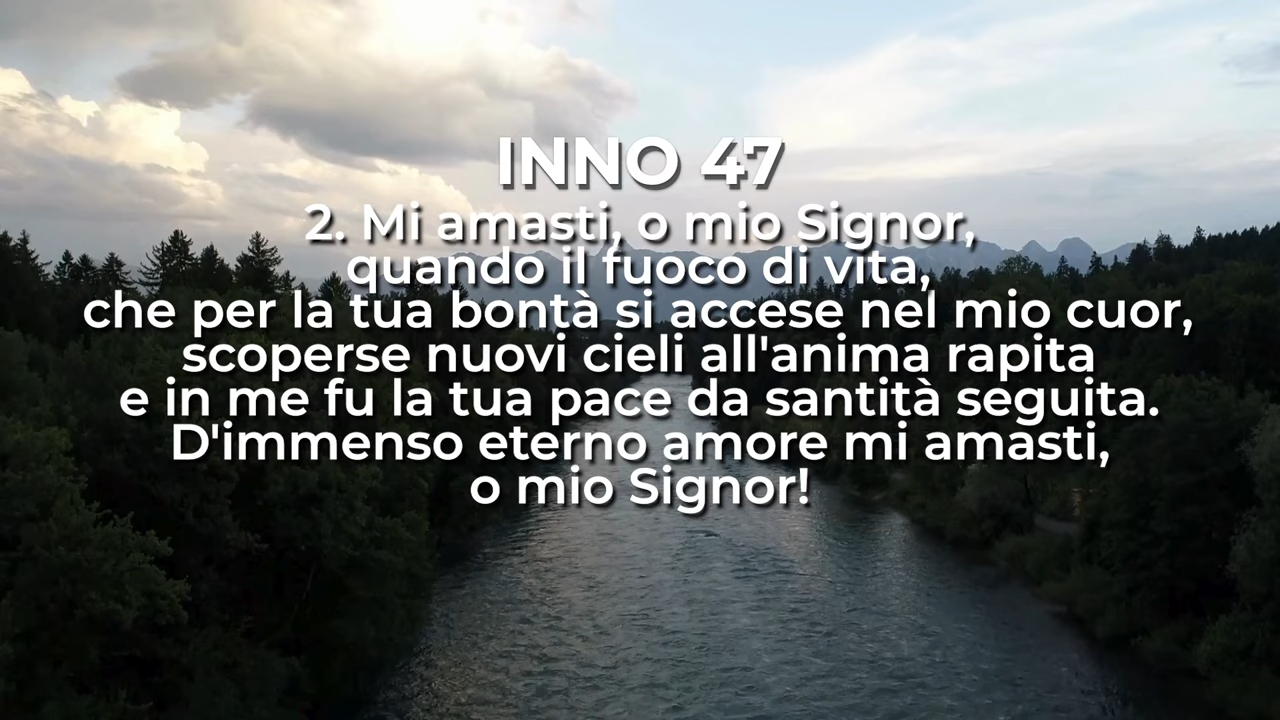 INNO 47
2. Mi amasti, o mio Signor,
quando il fuoco di vita,
che per la tua bontà si accese nel mio cuor,
scoperse nuovi cieli all'anima rapita
e in me fu la tua pace da santità seguita.
D'immenso eterno amore mi amasti,
o mio Signor!